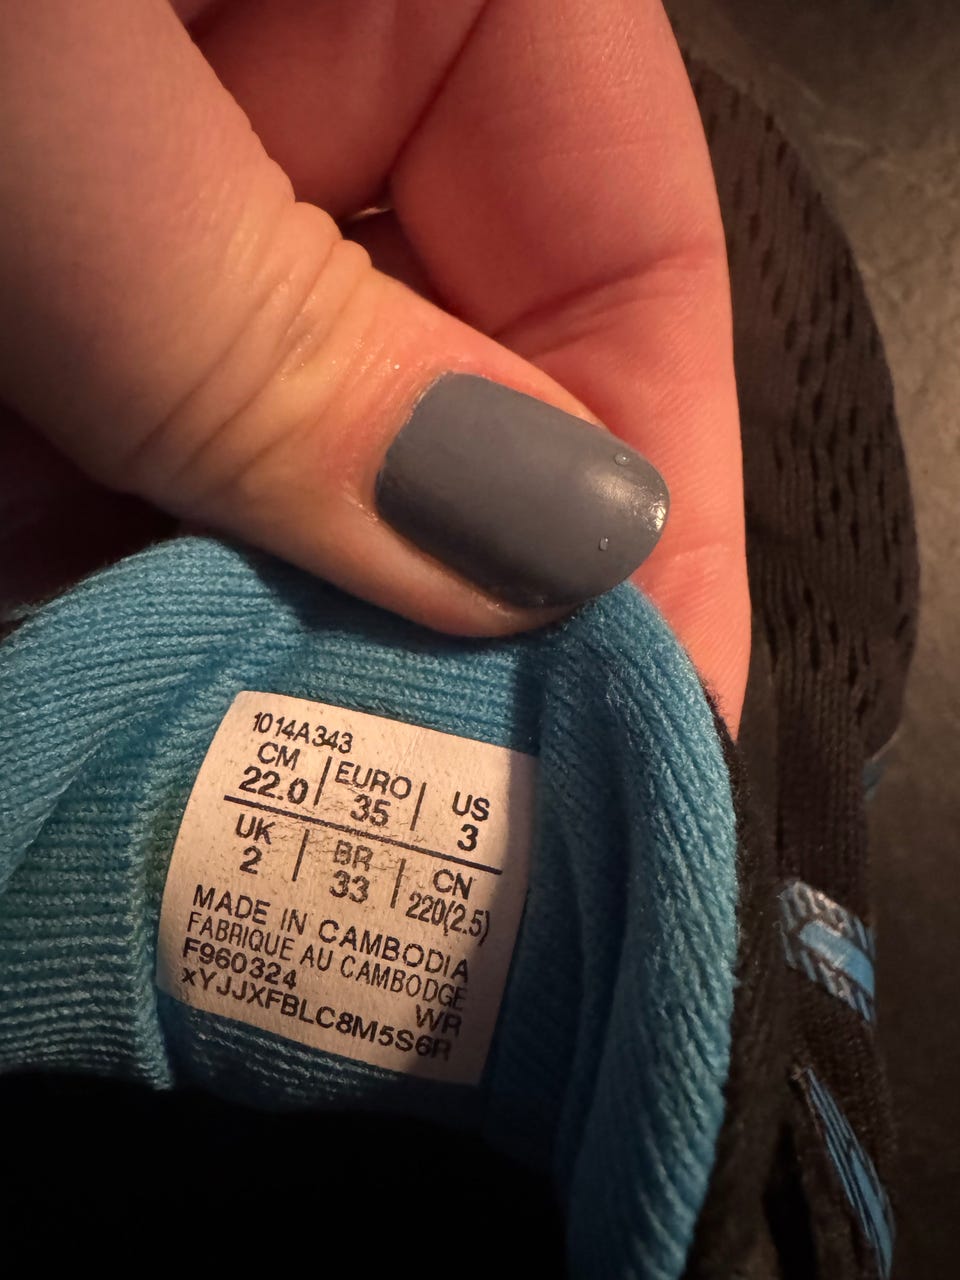 1014A343
CM | EURO | US
22.0 | 35 | 3
UK | BR | CN
2 | 33 | 220(2.5)
MADE IN CAMBODIA
FABRIQUE AU CAMBODGE
F960324 WR
xYJJXFBLC8M5S6R